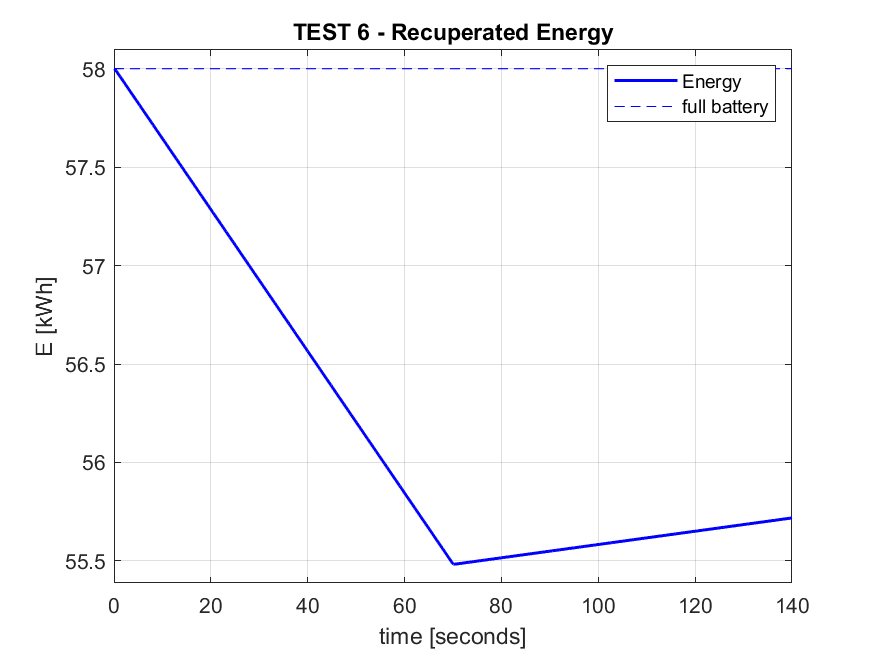 TEST 6 - Recuperated Energy
58
57.5
57
56.5
56
55.5
E [kWh]
Energy
full battery
0 20 40 60 80 100 120 140
time [seconds]